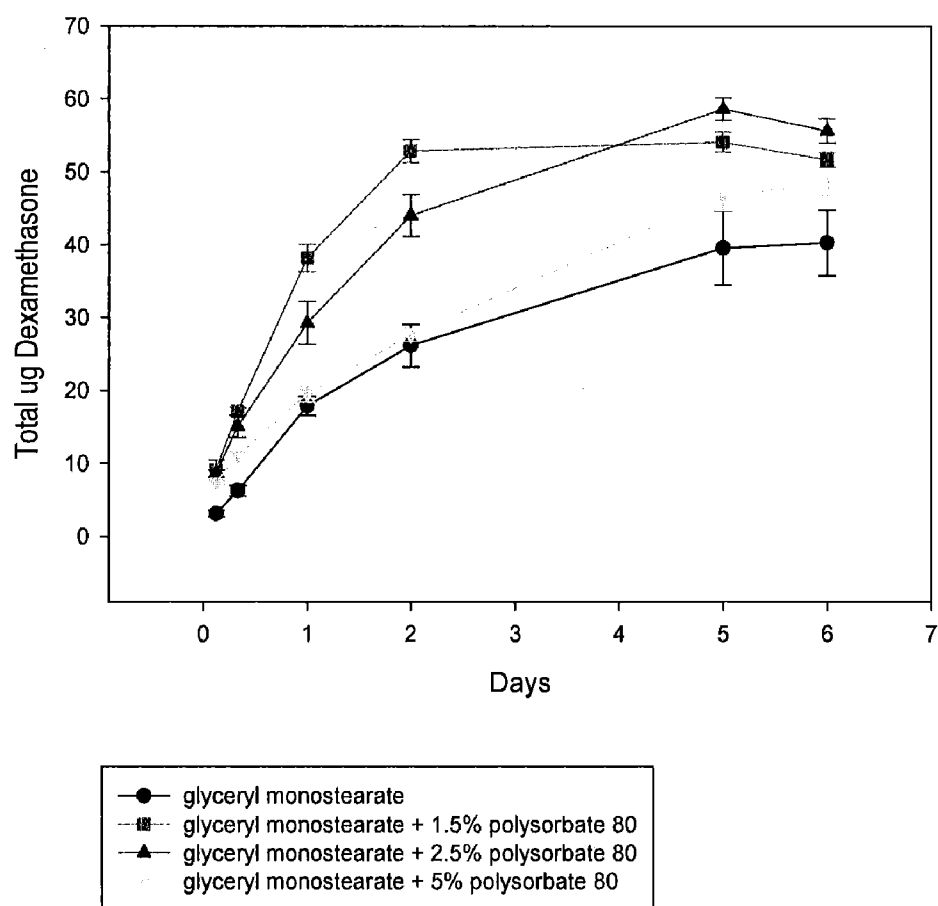 70
60
50
40
30
20
10
0
Total ug Dexamethasone
0 1 2 3 4 5 6 7
Days
glyceryl monostearate
glyceryl monostearate + 1.5% polysorbate 80
glyceryl monostearate + 2.5% polysorbate 80
glyceryl monostearate + 5% polysorbate 80